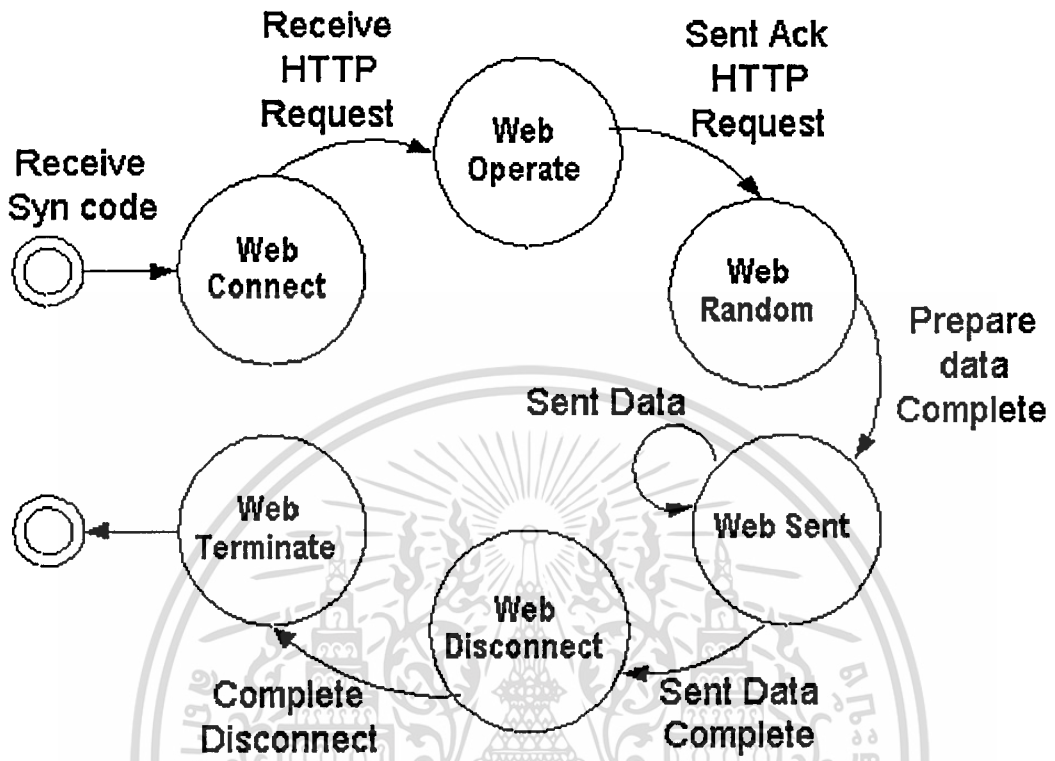 Receive
HTTP
Request
Sent Ack
HTTP
Request
Web
Operate
Receive
Syn code
Web
Connect
Web
Random
Prepare
data
Complete
Sent Data
Web
Terminate
Web Sent
Web
Disconnect
Complete
Disconnect
Sent Data
Complete